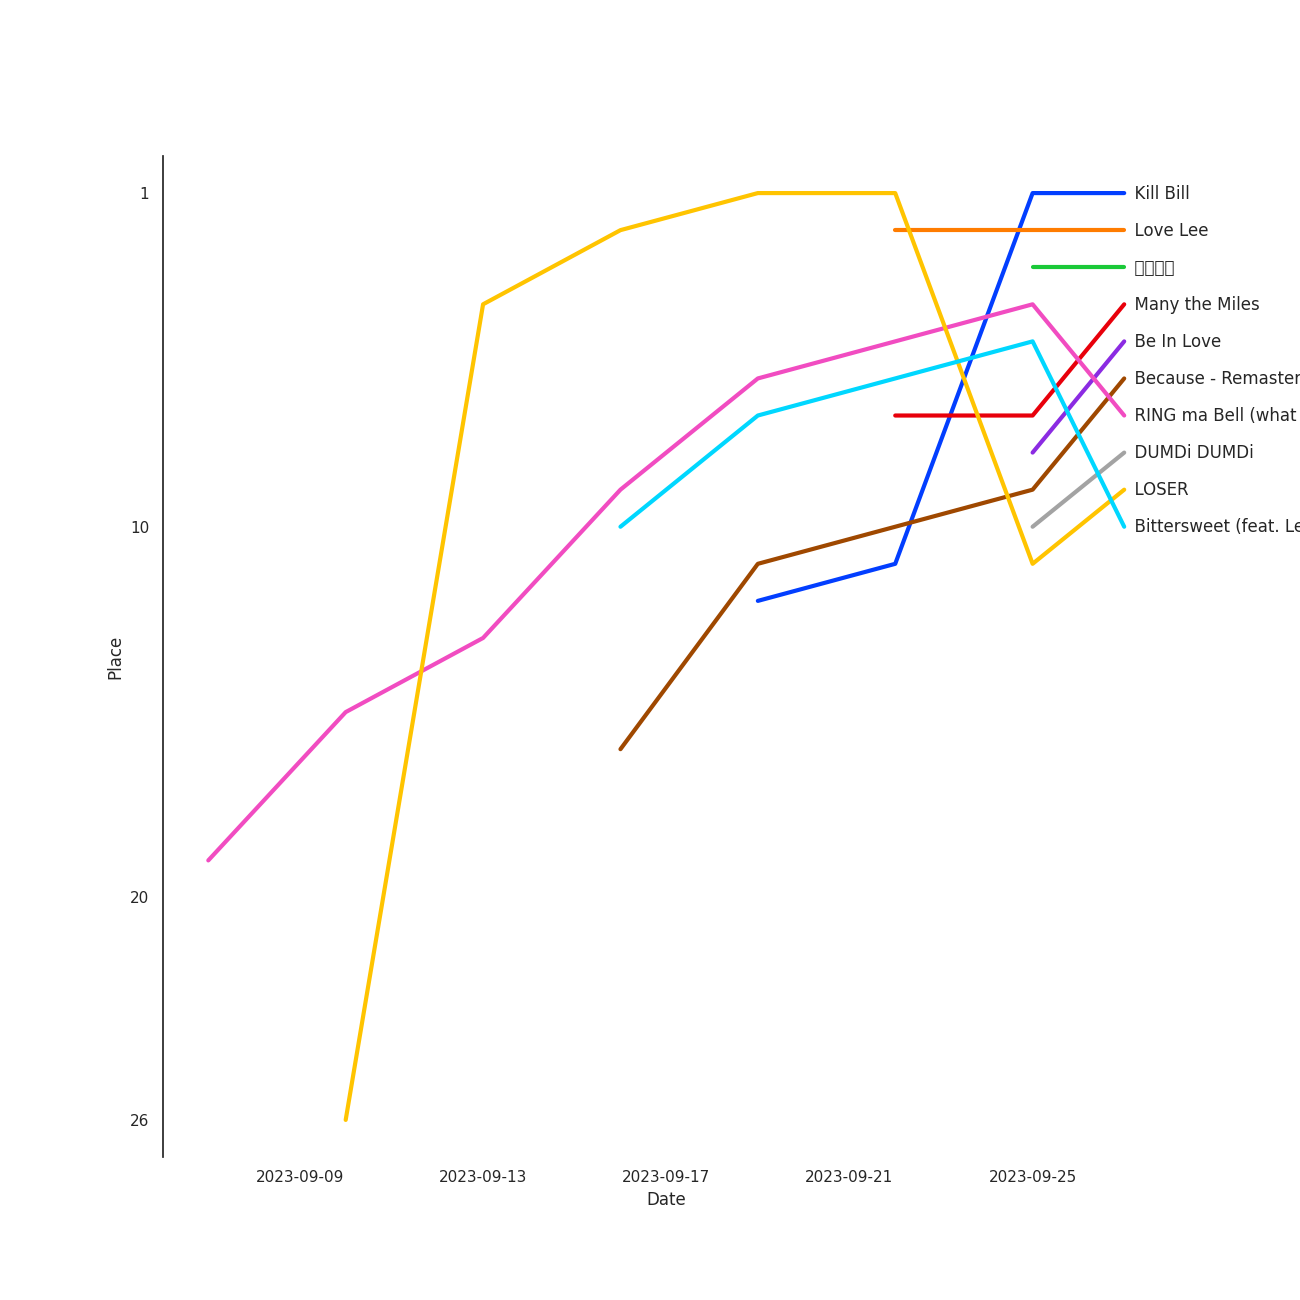 1
10
20
26
Place
2023-09-09
2023-09-13
2023-09-17
2023-09-21
2023-09-25
Date
Kill Bill
Love Lee
Many the Miles
Be In Love
Because - Remaster
RING ma Bell (what
DUMDi DUMDi
LOSER
Bittersweet (feat. Le